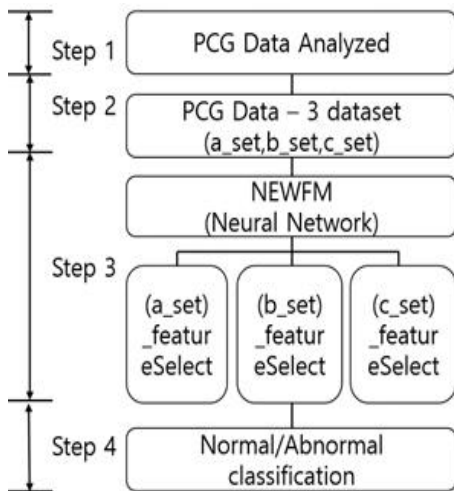 Step 1
PCG Data Analyzed
Step 2
PCG Data – 3 dataset
(a_set,b_set,c_set)
Step 3
NEWFM
(Neural Network)
(a_set)
_featur
eSelect
(b_set)
_featur
eSelect
(c_set)
_featur
eSelect
Step 4
Normal/Abnormal
classification